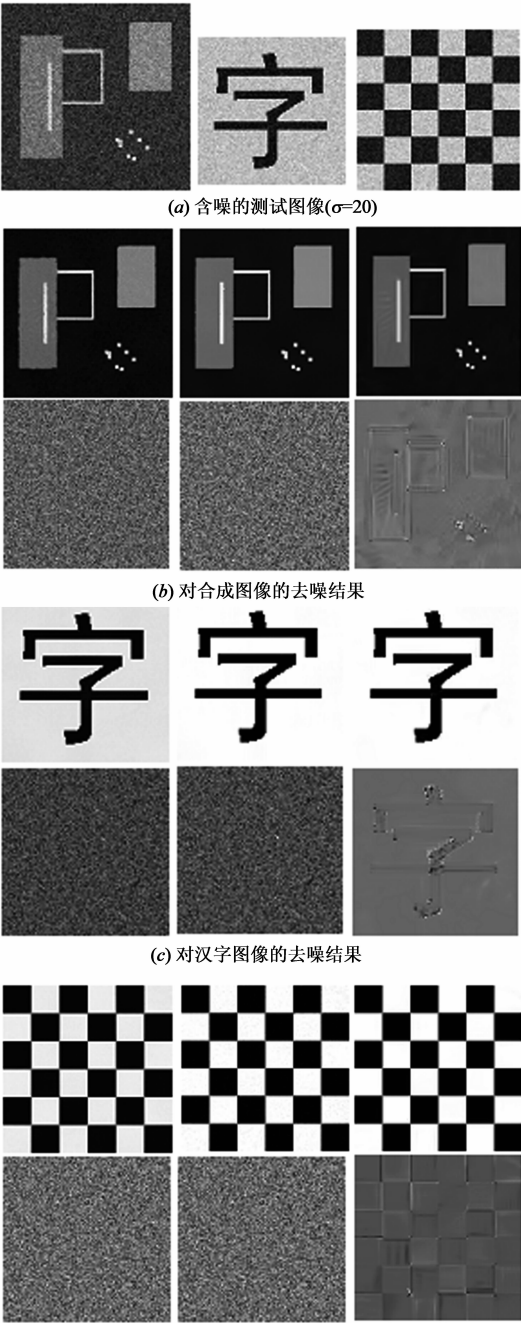 字
(a) 含噪的测试图像(σ=20)
(b) 对合成图像的去噪结果
字 字 字
(c) 对汉字图像的去噪结果